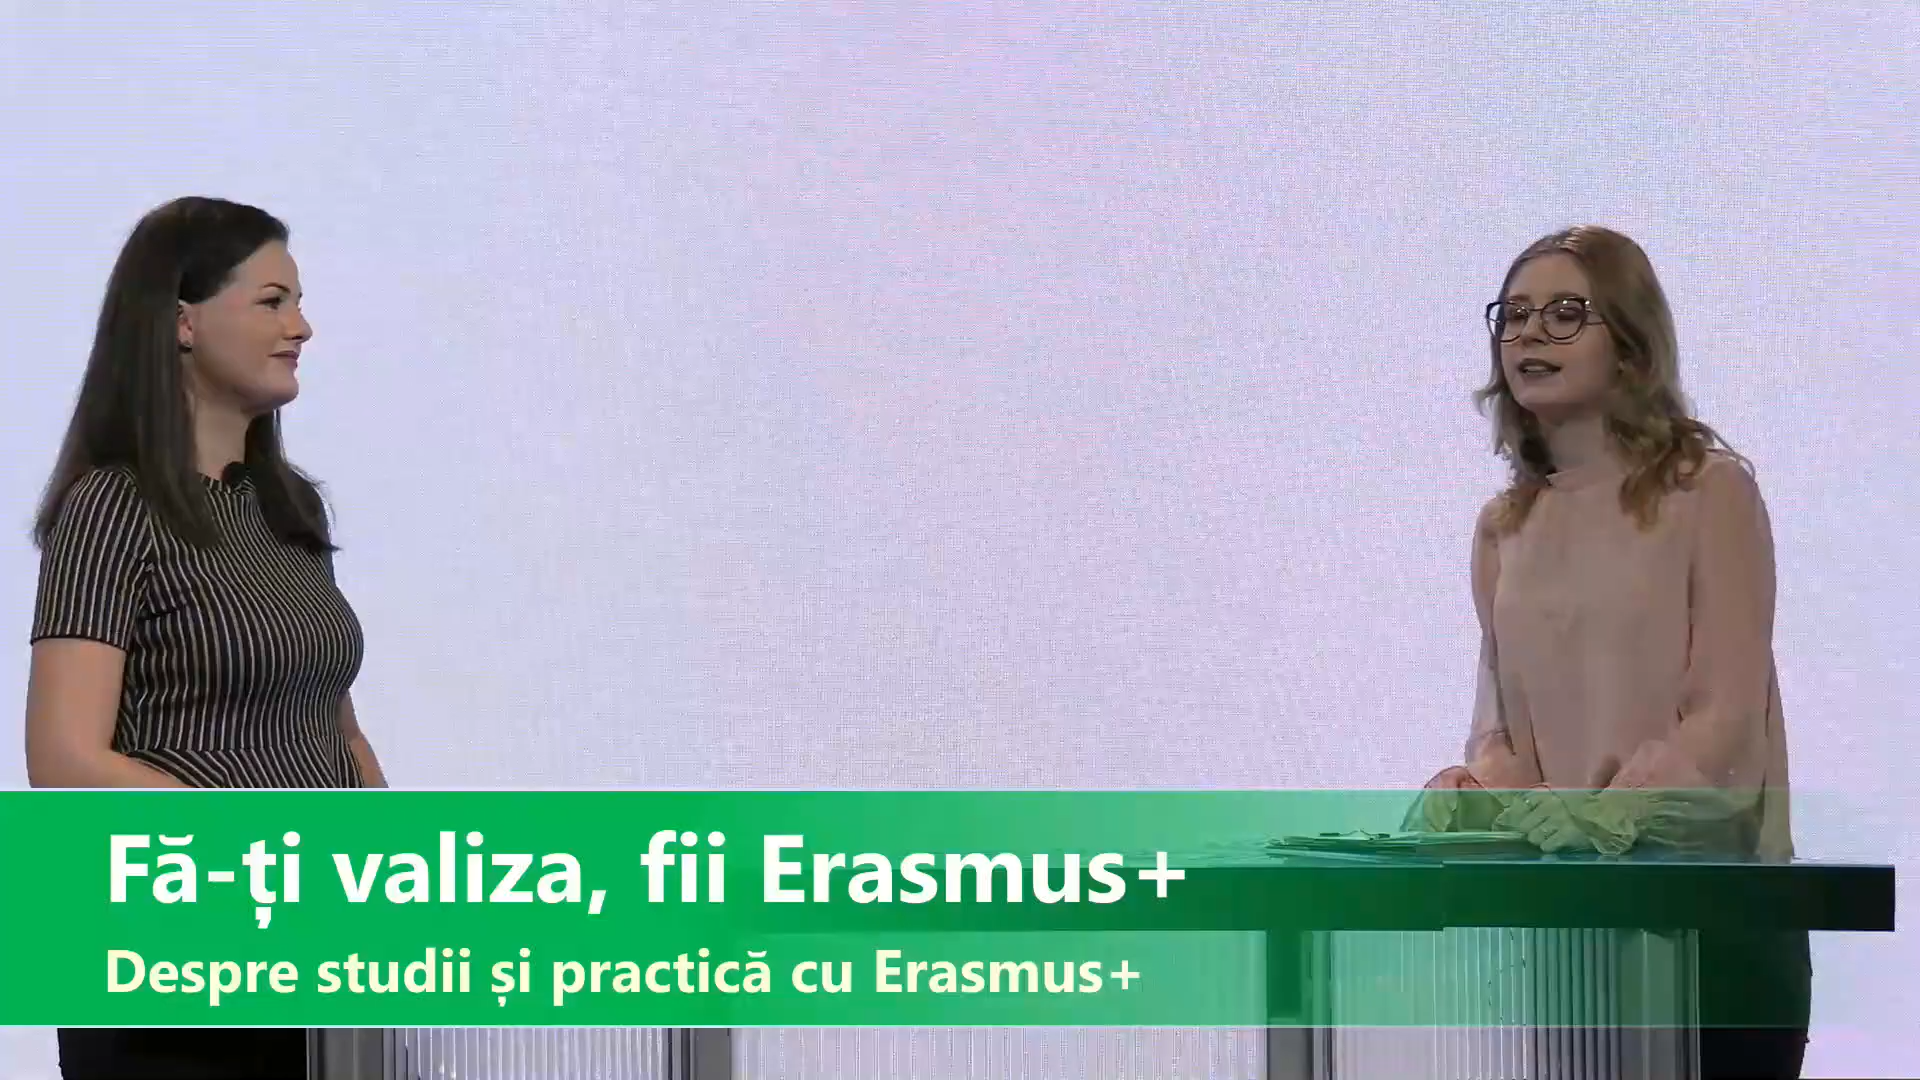 Fă-ți valiza, fii Erasmus+
Despre studii și practică cu Erasmus+